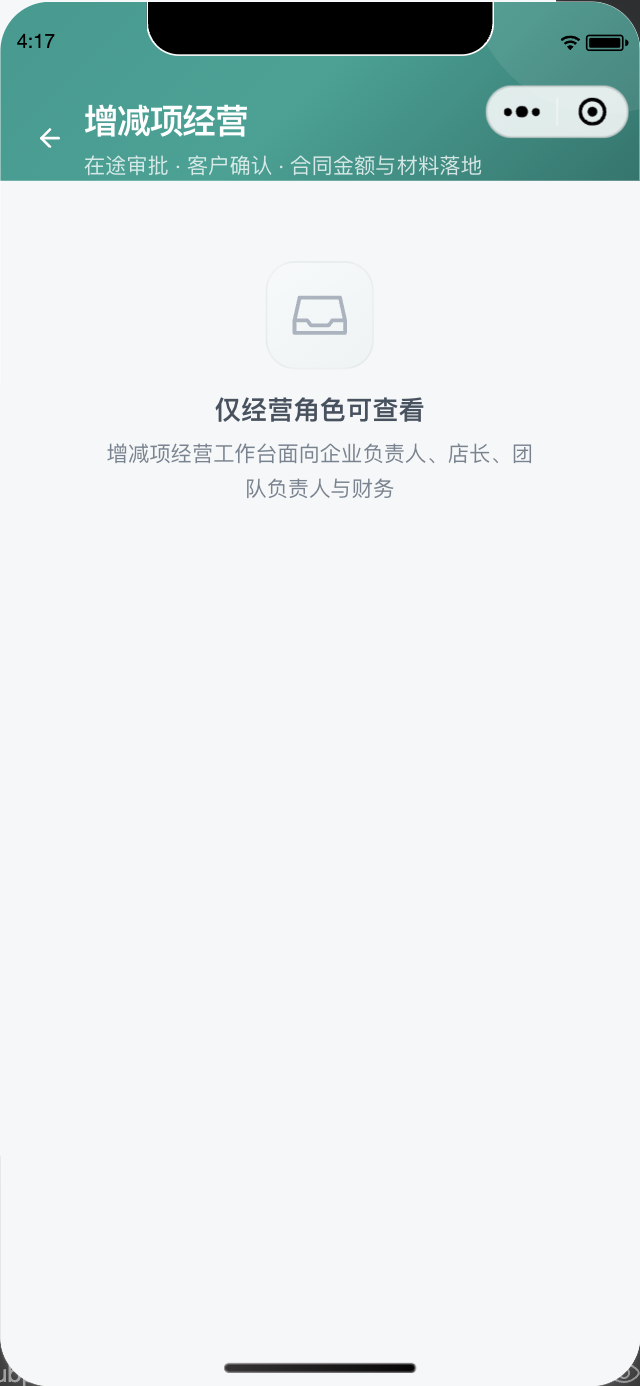 4:17
增减项经营
在途审批 · 客户确认 · 合同金额与材料落地
仅经营角色可查看
增减项经营工作台面向企业负责人、店长、团
队负责人与财务